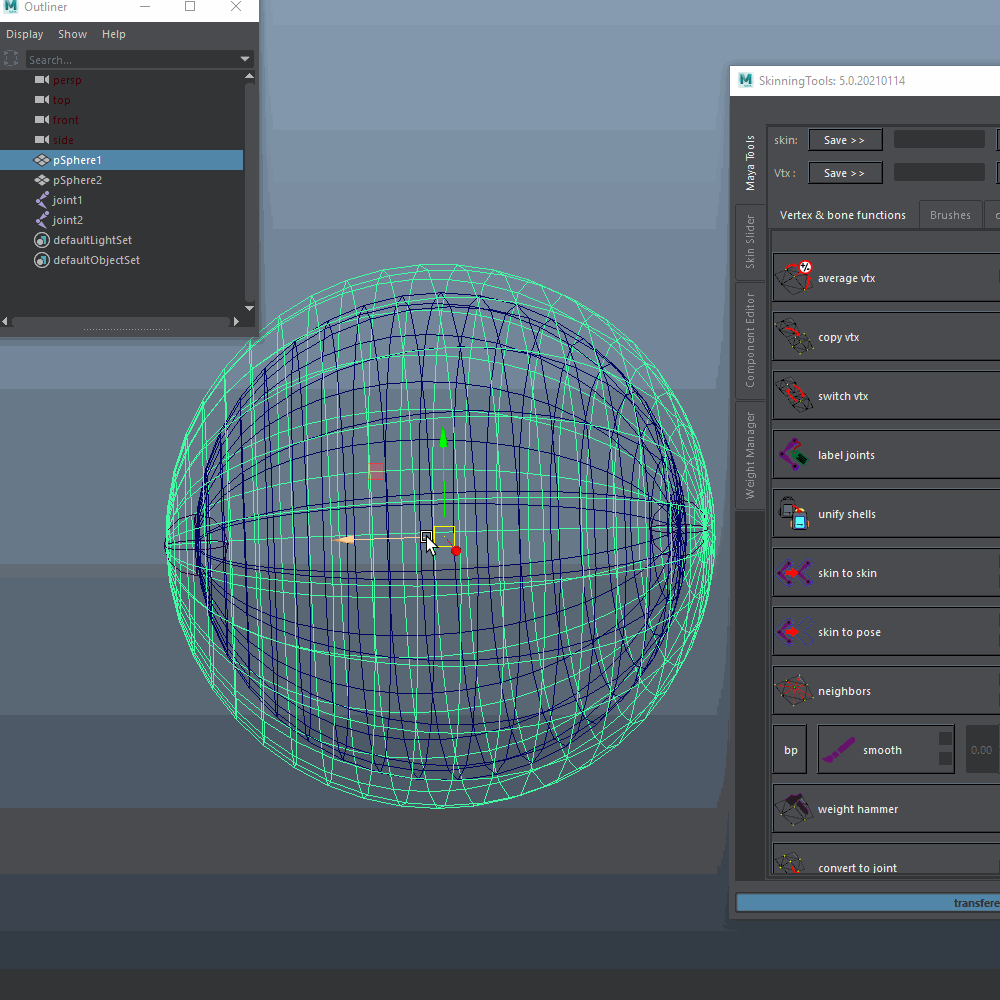 Outliner
Display Show Help
Search...
persp
top
front
side
pSphere1
pSphere2
joint1
joint2
defaultLightSet
defaultObjectSet
SkinningTools: 5.0.20210114
skin: Save >>
Vtx : Save >>
Maya Tools
Skin Slider
Component Editor
Weight Manager
Vertex & bone functions Brushes
average vtx
copy vtx
switch vtx
label joints
unify shells
skin to skin
skin to pose
neighbors
bp smooth 0.00
weight hammer
convert to joint
transfere